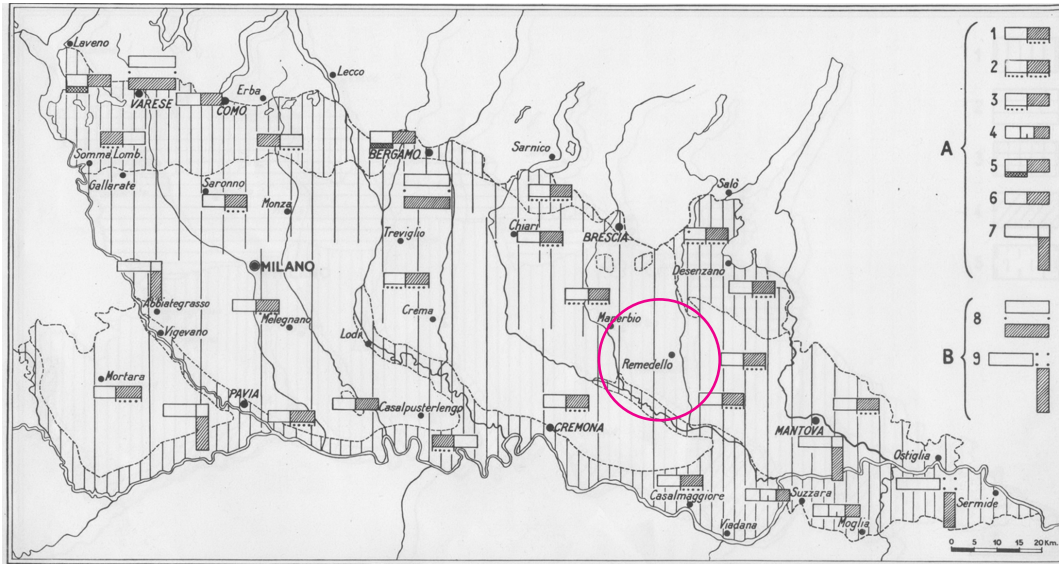 Laveno
Lecco
Erba
VARESE
COMO
BERGAMO
Sarnico
Somma Lomb.
Gallarate
Saronno
Monza
Salò
Treviglio
Chiari
BRESCIA
MILANO
Desenzano
Abbiategrasso
Melegnano
Crema
Manerbio
Vigevano
Lodi
Remedello
Mortara
PAVIA
Casalpusterlengo
CREMONA
MANTOVA
Ostiglia
Casalmaggiore
Suzzara
Sermide
Viadana
Moglia
A
1
2
3
4
5
6
7
B
8
9
0 5 10 15 20 Km.